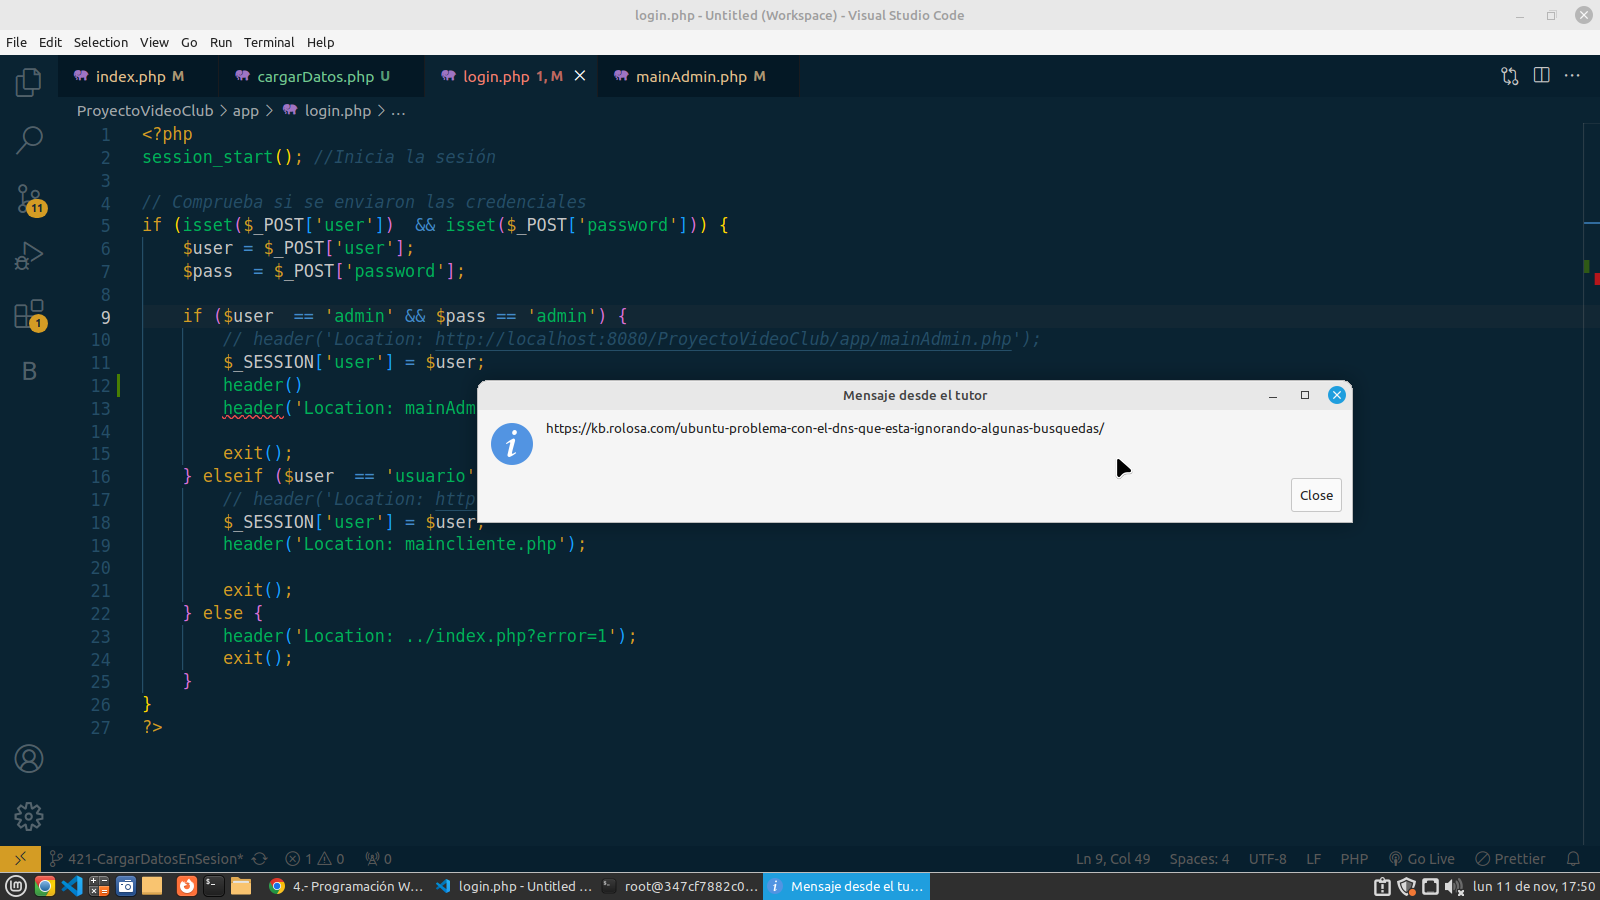 login.php - Untitled (Workspace) - Visual Studio Code
File Edit Selection View Go Run Terminal Help
index.php M cargarDatos.php U login.php 1, M mainAdmin.php M
ProyectoVideoClub > app > login.php > ...
1 <?php
2 session_start(); //Inicia la sesión
3
4 // Comprueba si se enviaron las credenciales
5 if (isset($_POST['user']) && isset($_POST['password'])) {
6 $user = $_POST['user'];
7 $pass = $_POST['password'];
8
9 if ($user == 'admin' && $pass == 'admin') {
10 // header('Location: http://localhost:8080/ProyectoVideoClub/app/mainAdmin.php');
11 $_SESSION['user'] = $user;
12 header()
13 header('Location: mainAdm
14
15 exit();
16 } elseif ($user == 'usuario'
17 // header('Location: http
18 $_SESSION['user'] = $user;
19 header('Location: maincliente.php');
20
21 exit();
22 } else {
23 header('Location: ../index.php?error=1');
24 exit();
25 }
26 }
27 ?>
Mensaje desde el tutor
https://kb.rolosa.com/ubuntu-problema-con-el-dns-que-esta-ignorando-algunas-busquedas/
Close
11
1
B
421-CargarDatosEnSesion* 1 0 0 Ln 9, Col 49 Spaces: 4 UTF-8 LF PHP Go Live Prettier
4.- Programación W... login.php - Untitled ... root@347cf7882c0... Mensaje desde el tu... lun 11 de nov, 17:50